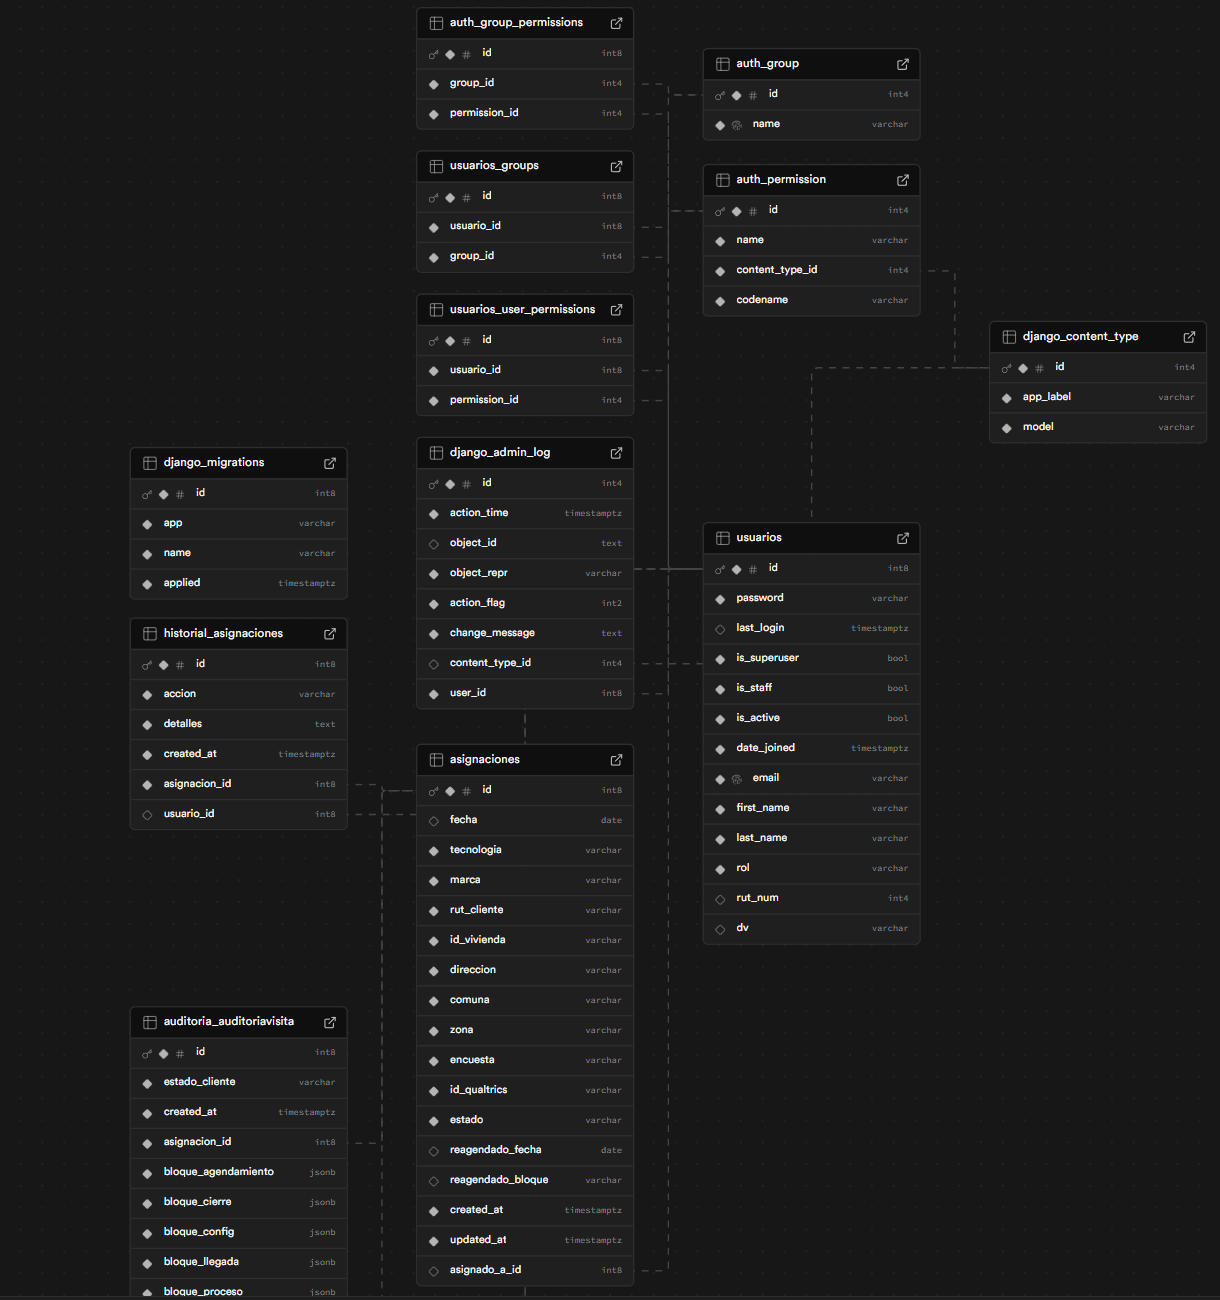 auth_group_permissions
id int8
group_id int4
permission_id int4
auth_group
id int4
name varchar
usuarios_groups
id int8
usuario_id int8
group_id int4
auth_permission
id int4
name varchar
content_type_id int4
codename varchar
usuarios_user_permissions
id int8
usuario_id int8
permission_id int4
django_content_type
id int4
app_label varchar
model varchar
django_migrations
id int8
app varchar
name varchar
applied timestamptz
django_admin_log
id int4
action_time timestamptz
object_id text
object_repr varchar
action_flag int2
change_message text
content_type_id int4
user_id int8
usuarios
id int8
password varchar
last_login timestamptz
is_superuser bool
is_staff bool
is_active bool
date_joined timestamptz
email varchar
first_name varchar
last_name varchar
rol varchar
rut_num int4
dv varchar
historial_asignaciones
id int8
accion varchar
detalles text
created_at timestamptz
asignacion_id int8
usuario_id int8
asignaciones
id int8
fecha date
tecnologia varchar
marca varchar
rut_cliente varchar
id_vivienda varchar
direccion varchar
comuna varchar
zona varchar
encuesta varchar
id_qualtrics varchar
estado varchar
reagendado_fecha date
reagendado_bloque varchar
created_at timestamptz
updated_at timestamptz
asignado_a_id int8
auditoria_auditoriavisita
id int8
estado_cliente varchar
created_at timestamptz
asignacion_id int8
bloque_agendamiento jsonb
bloque_cierre jsonb
bloque_config jsonb
bloque_llegada jsonb
bloque_proceso jsonb